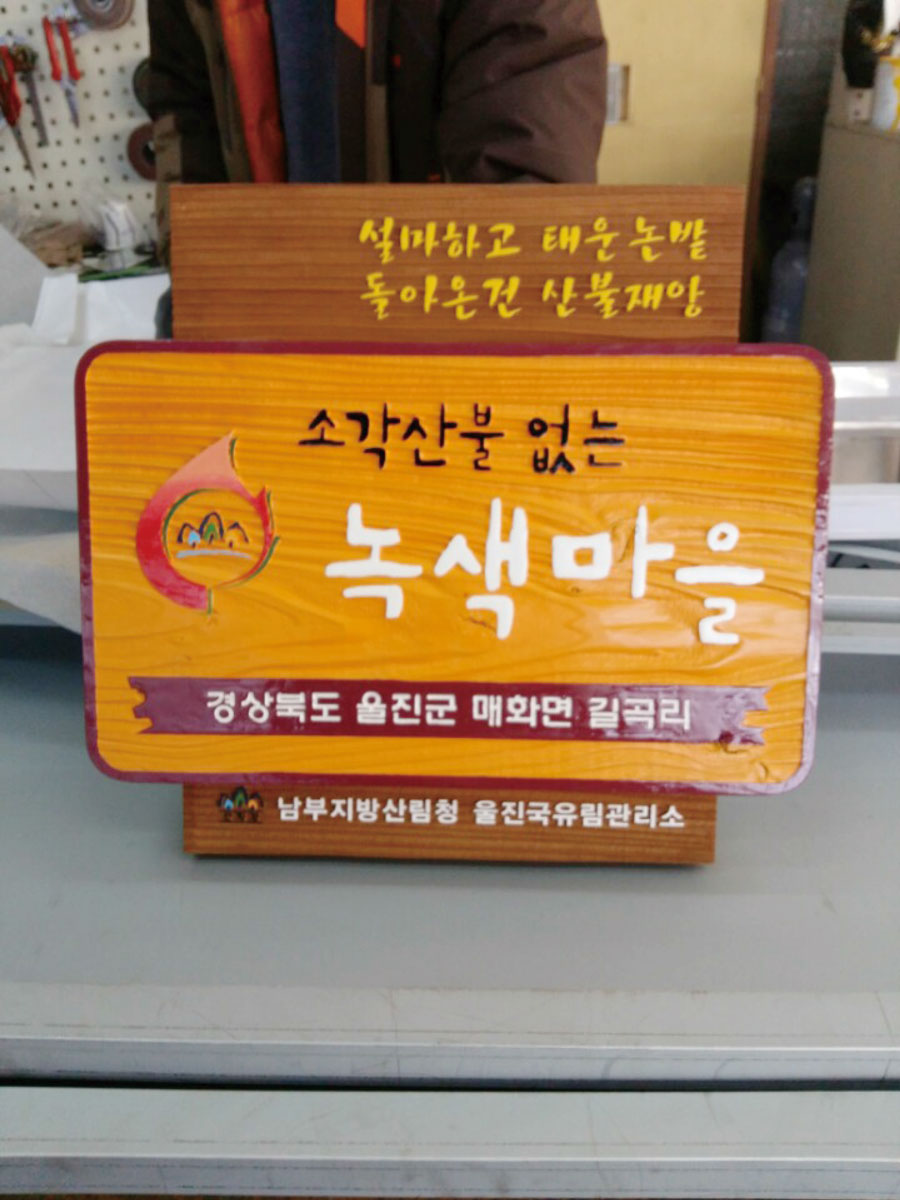 설마하고 태운 논밭
돌아온건 산불재앙
소각산불 없는
녹색마을
경상북도 울진군 매화면 길곡리
남부지방산림청 울진국유림관리소